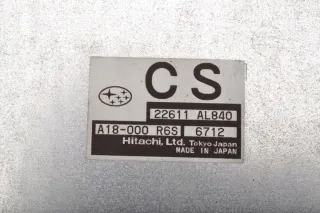 CS
22611 AL840
A18-000 R6S 6712
Hitachi, Ltd. Tokyo Japan
MADE IN JAPAN